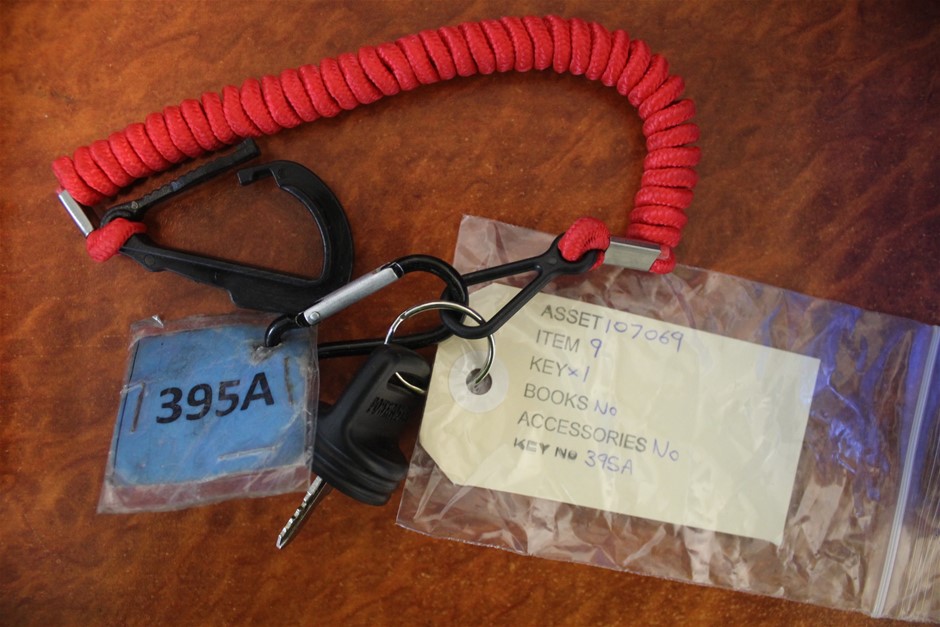 395A
ASSET 107069
ITEM 9
KEY x 1
BOOKS No
ACCESSORIES No
KEY NO 395A